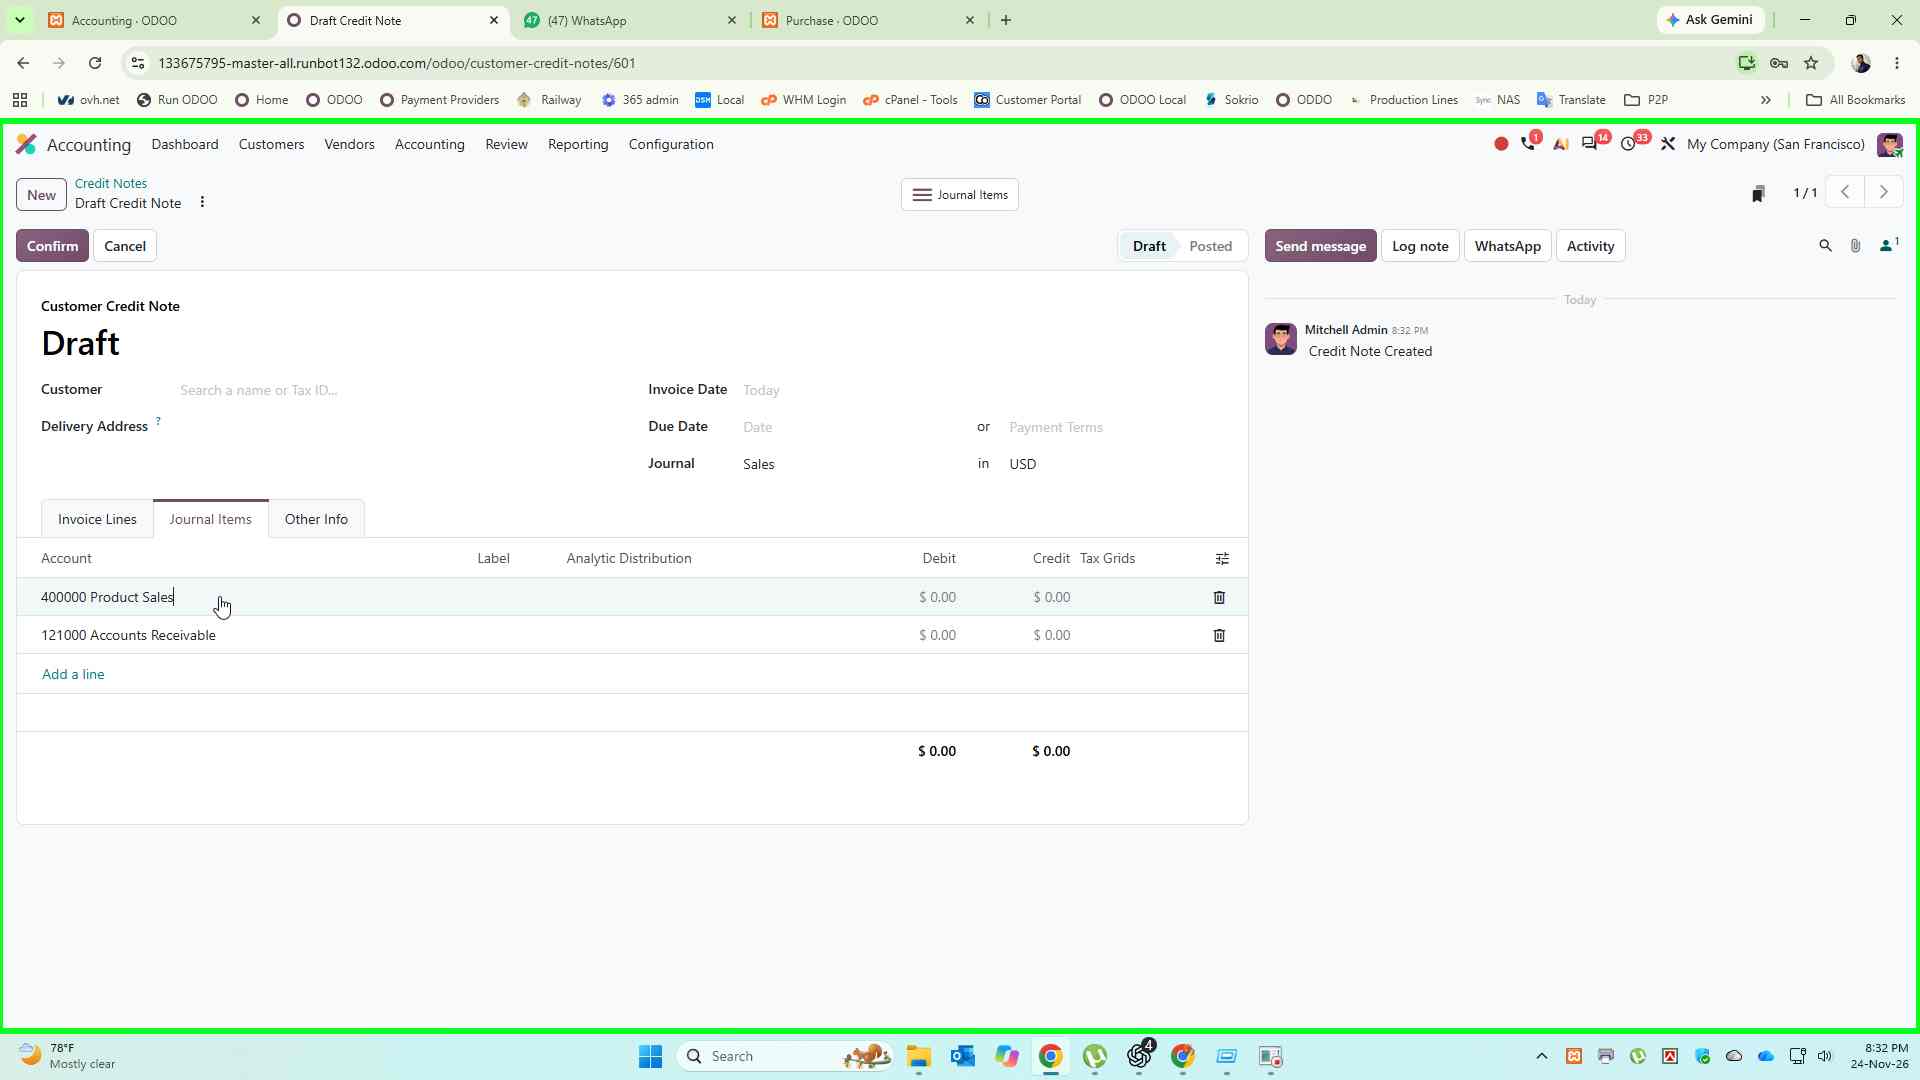 Accounting - ODOO
Draft Credit Note
(47) WhatsApp
Purchase - ODOO
Ask Gemini
133675795-master-all.runbot132.odoo.com/odoo/customer-credit-notes/601
ovh.net
Run ODOO
Home
ODOO
Payment Providers
Railway
365 admin
Local
WHM Login
cPanel - Tools
Customer Portal
ODOO Local
Sokrio
ODDO
Production Lines
NAS
Translate
P2P
All Bookmarks
Accounting
Dashboard
Customers
Vendors
Accounting
Review
Reporting
Configuration
1
14
33
My Company (San Francisco)
New
Credit Notes
Draft Credit Note
Journal Items
1 / 1
Confirm
Cancel
Draft
Posted
Send message
Log note
WhatsApp
Activity
1
Customer Credit Note
Draft
Customer
Search a name or Tax ID...
Delivery Address ?
Invoice Date
Today
Due Date
Date
or
Payment Terms
Journal
Sales
in
USD
Today
Mitchell Admin 8:32 PM
Credit Note Created
Invoice Lines
Journal Items
Other Info
Account
Label
Analytic Distribution
Debit
Credit
Tax Grids
400000 Product Sales
$ 0.00
$ 0.00
121000 Accounts Receivable
$ 0.00
$ 0.00
Add a line
$ 0.00
$ 0.00
78°F
Mostly clear
Search
4
8:32 PM
24-Nov-26